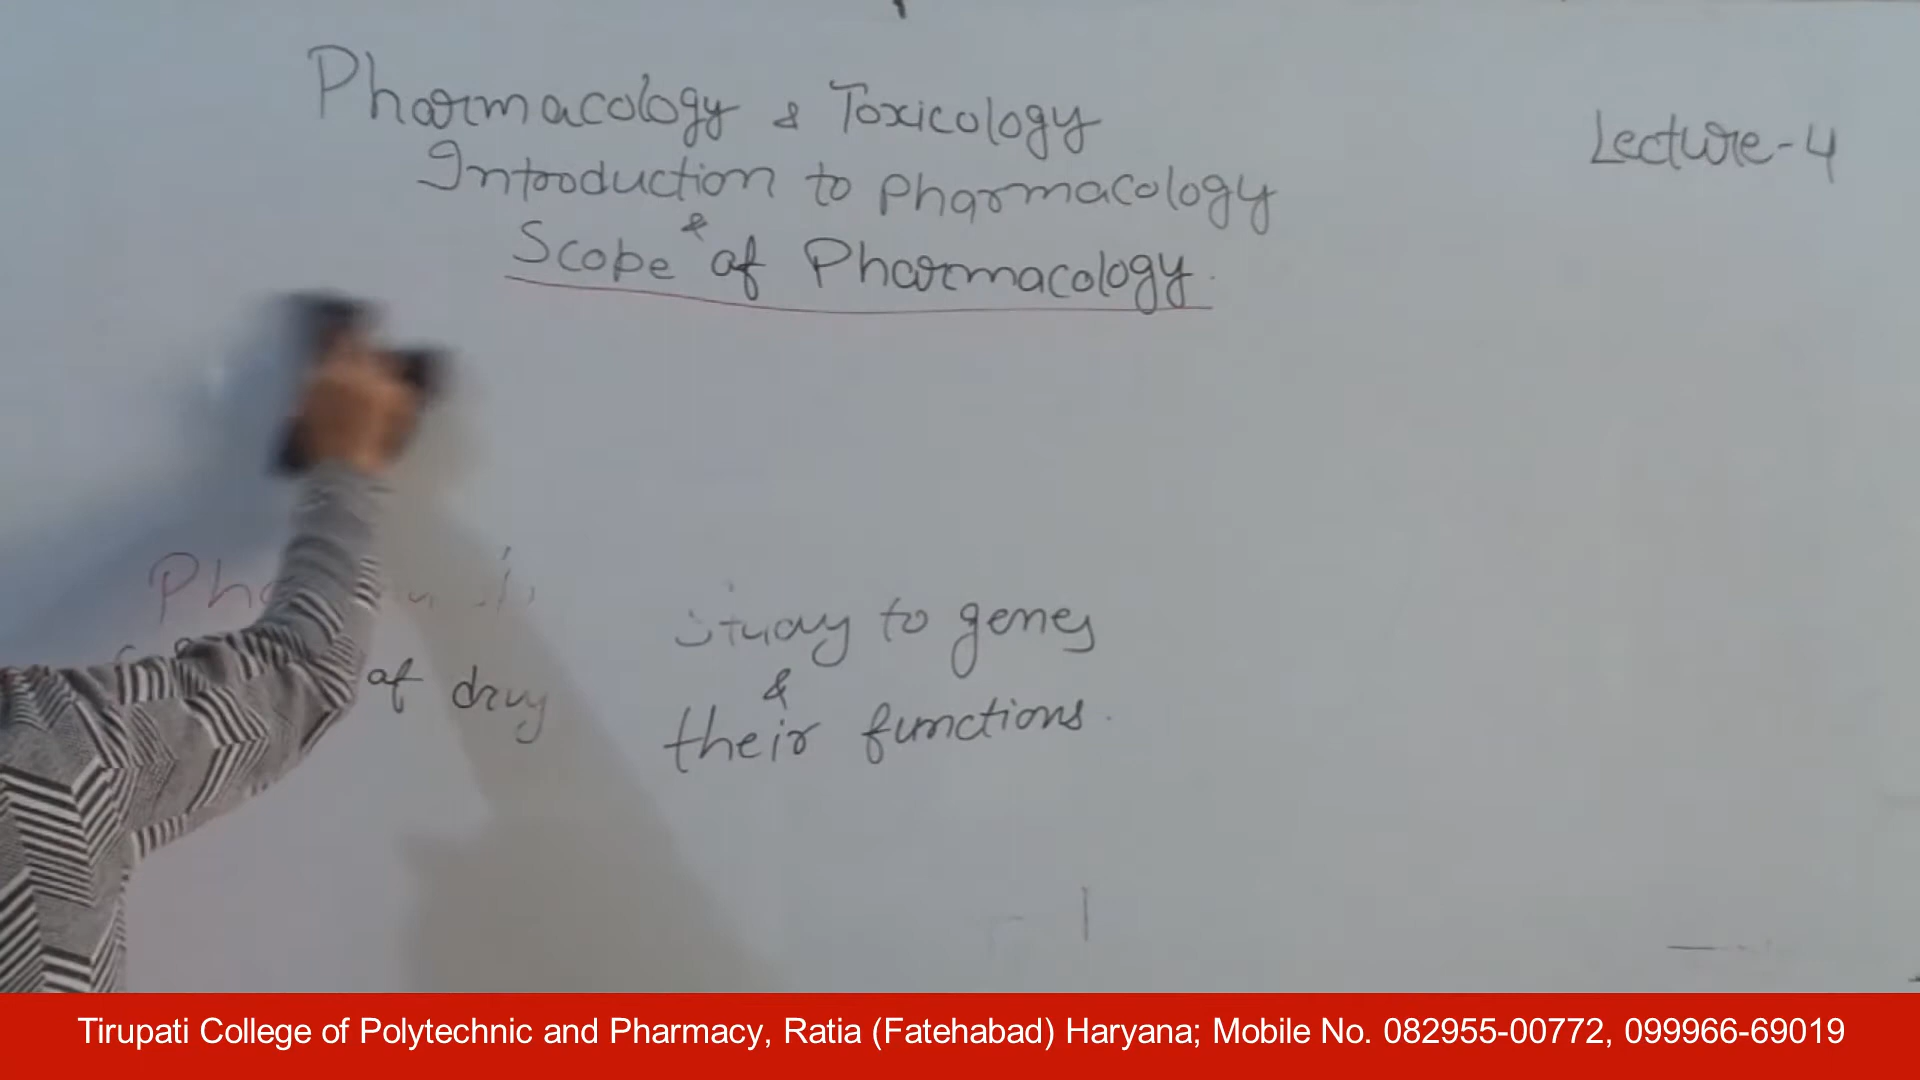 Pharmacology & Toxicology
Lecture-4
Introduction to Pharmacology
&
Scope of Pharmacology.
study to genes
of drug
&
their functions.
Tirupati College of Polytechnic and Pharmacy, Ratia (Fatehabad) Haryana; Mobile No. 082955-00772, 099966-69019